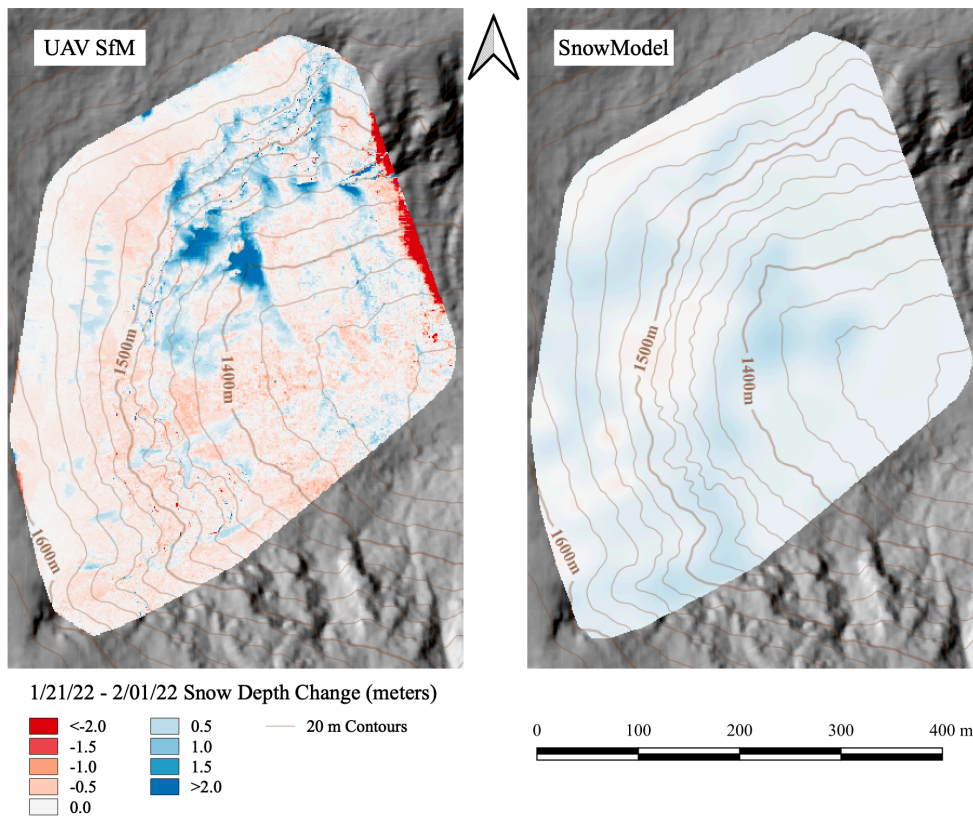 UAV SfM
SnowModel
1500m
1400m
1600m
1500m
1400m
1600m
1/21/22 - 2/01/22 Snow Depth Change (meters)
<-2.0
-1.5
-1.0
-0.5
0.0
0.5
1.0
1.5
>2.0
20 m Contours
0 100 200 300 400 m